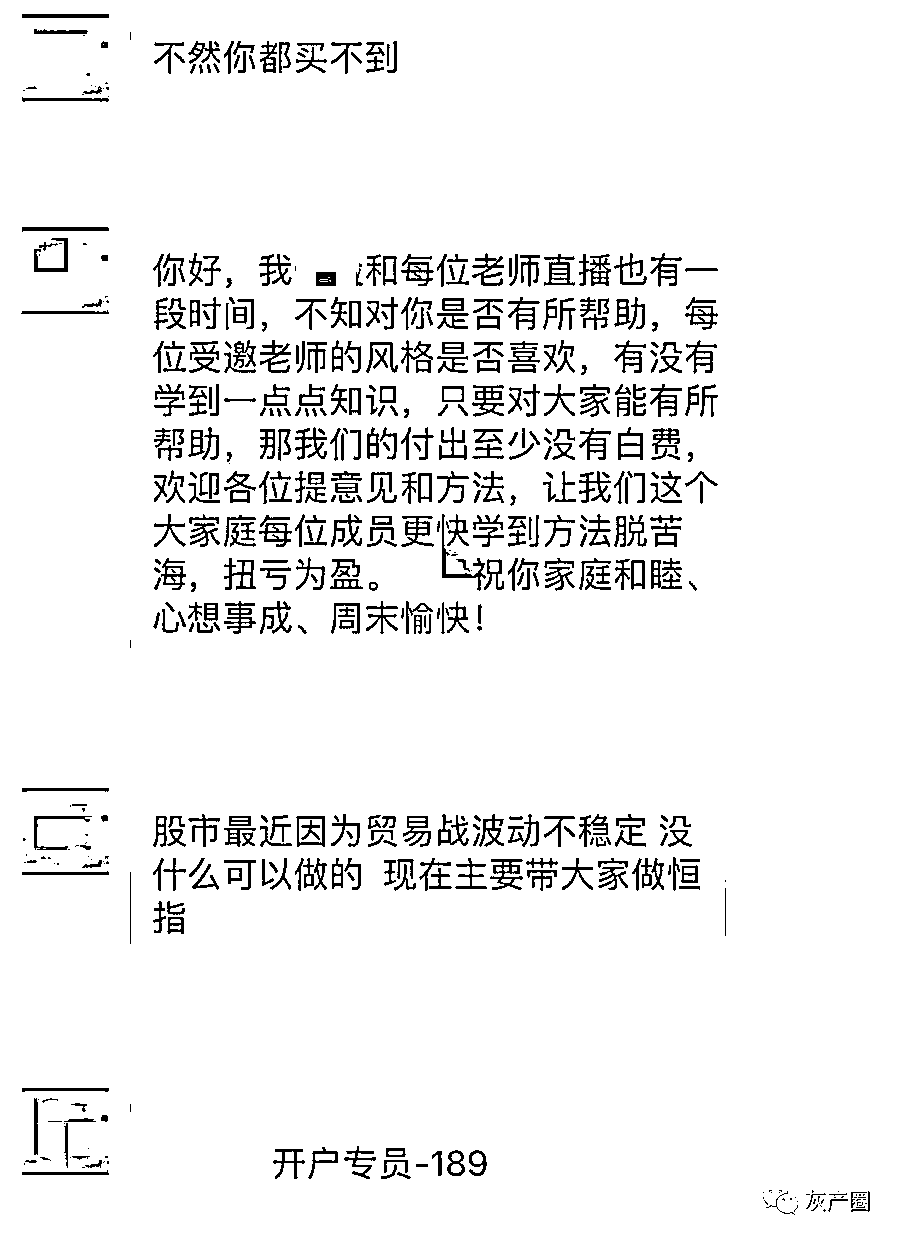 不然你都买不到
你好，我 和每位老师直播也有一
段时间，不知对你是否有所帮助，每
位受邀老师的风格是否喜欢，有没有
学到一点点知识，只要对大家能有所
帮助，那我们的付出至少没有白费，
欢迎各位提意见和方法，让我们这个
大家庭每位成员更快学到方法脱苦
海，扭亏为盈。 祝你家庭和睦、
心想事成、周末愉快！
股市最近因为贸易战波动不稳定 没
什么可以做的 现在主要带大家做恒
指
开户专员-189
灰产圈